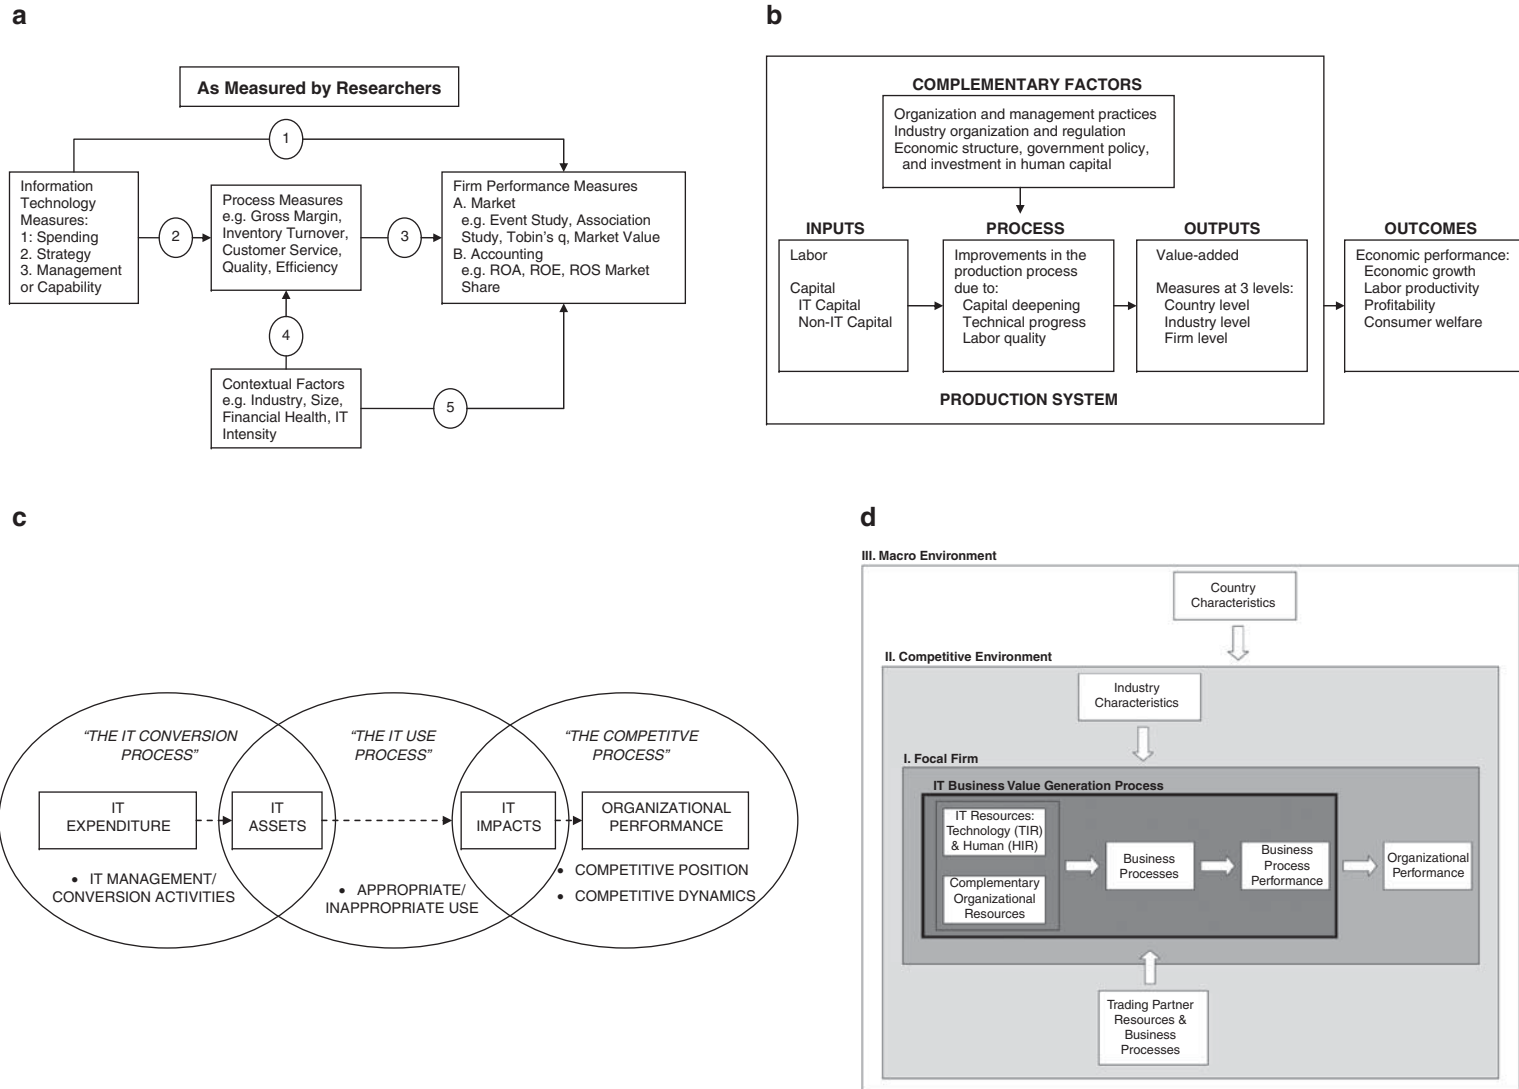 a
As Measured by Researchers
1
Information
Technology
Measures:
1: Spending
2. Strategy
3. Management
or Capability
2
Process Measures
e.g. Gross Margin,
Inventory Turnover,
Customer Service,
Quality, Efficiency
3
Firm Performance Measures
A. Market
e.g. Event Study, Association
Study, Tobin's q, Market Value
B. Accounting
e.g. ROA, ROE, ROS Market
Share
4
Contextual Factors
e.g. Industry, Size,
Financial Health, IT
Intensity
5
b
COMPLEMENTARY FACTORS
Organization and management practices
Industry organization and regulation
Economic structure, government policy,
and investment in human capital
INPUTS
Labor
Capital
IT Capital
Non-IT Capital
PROCESS
Improvements in the
production process
due to:
Capital deepening
Technical progress
Labor quality
OUTPUTS
Value-added
Measures at 3 levels:
Country level
Industry level
Firm level
OUTCOMES
Economic performance:
Economic growth
Labor productivity
Profitability
Consumer welfare
PRODUCTION SYSTEM
c
“THE IT CONVERSION
PROCESS”
IT
EXPENDITURE
• IT MANAGEMENT/
CONVERSION ACTIVITIES
IT
ASSETS
“THE IT USE
PROCESS”
• APPROPRIATE/
INAPPROPRIATE USE
IT
IMPACTS
“THE COMPETITVE
PROCESS”
ORGANIZATIONAL
PERFORMANCE
• COMPETITIVE POSITION
• COMPETITIVE DYNAMICS
d
III. Macro Environment
Country
Characteristics
II. Competitive Environment
Industry
Characteristics
I. Focal Firm
IT Business Value Generation Process
IT Resources:
Technology (TIR)
& Human (HIR)
Complementary
Organizational
Resources
Business
Processes
Business
Process
Performance
Organizational
Performance
Trading Partner
Resources &
Business
Processes